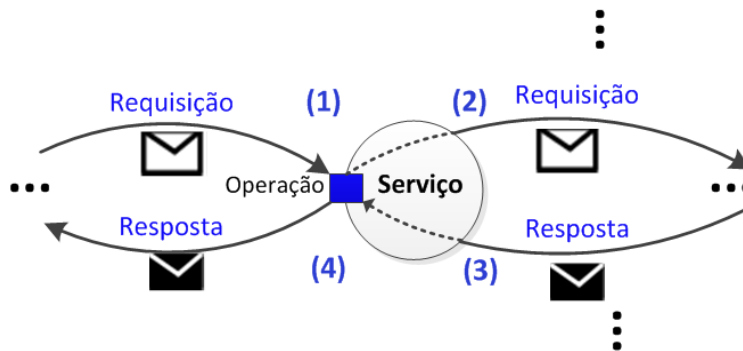 Requisição
(1)
(2)
Requisição
Operação
Serviço
Resposta
(4)
(3)
Resposta